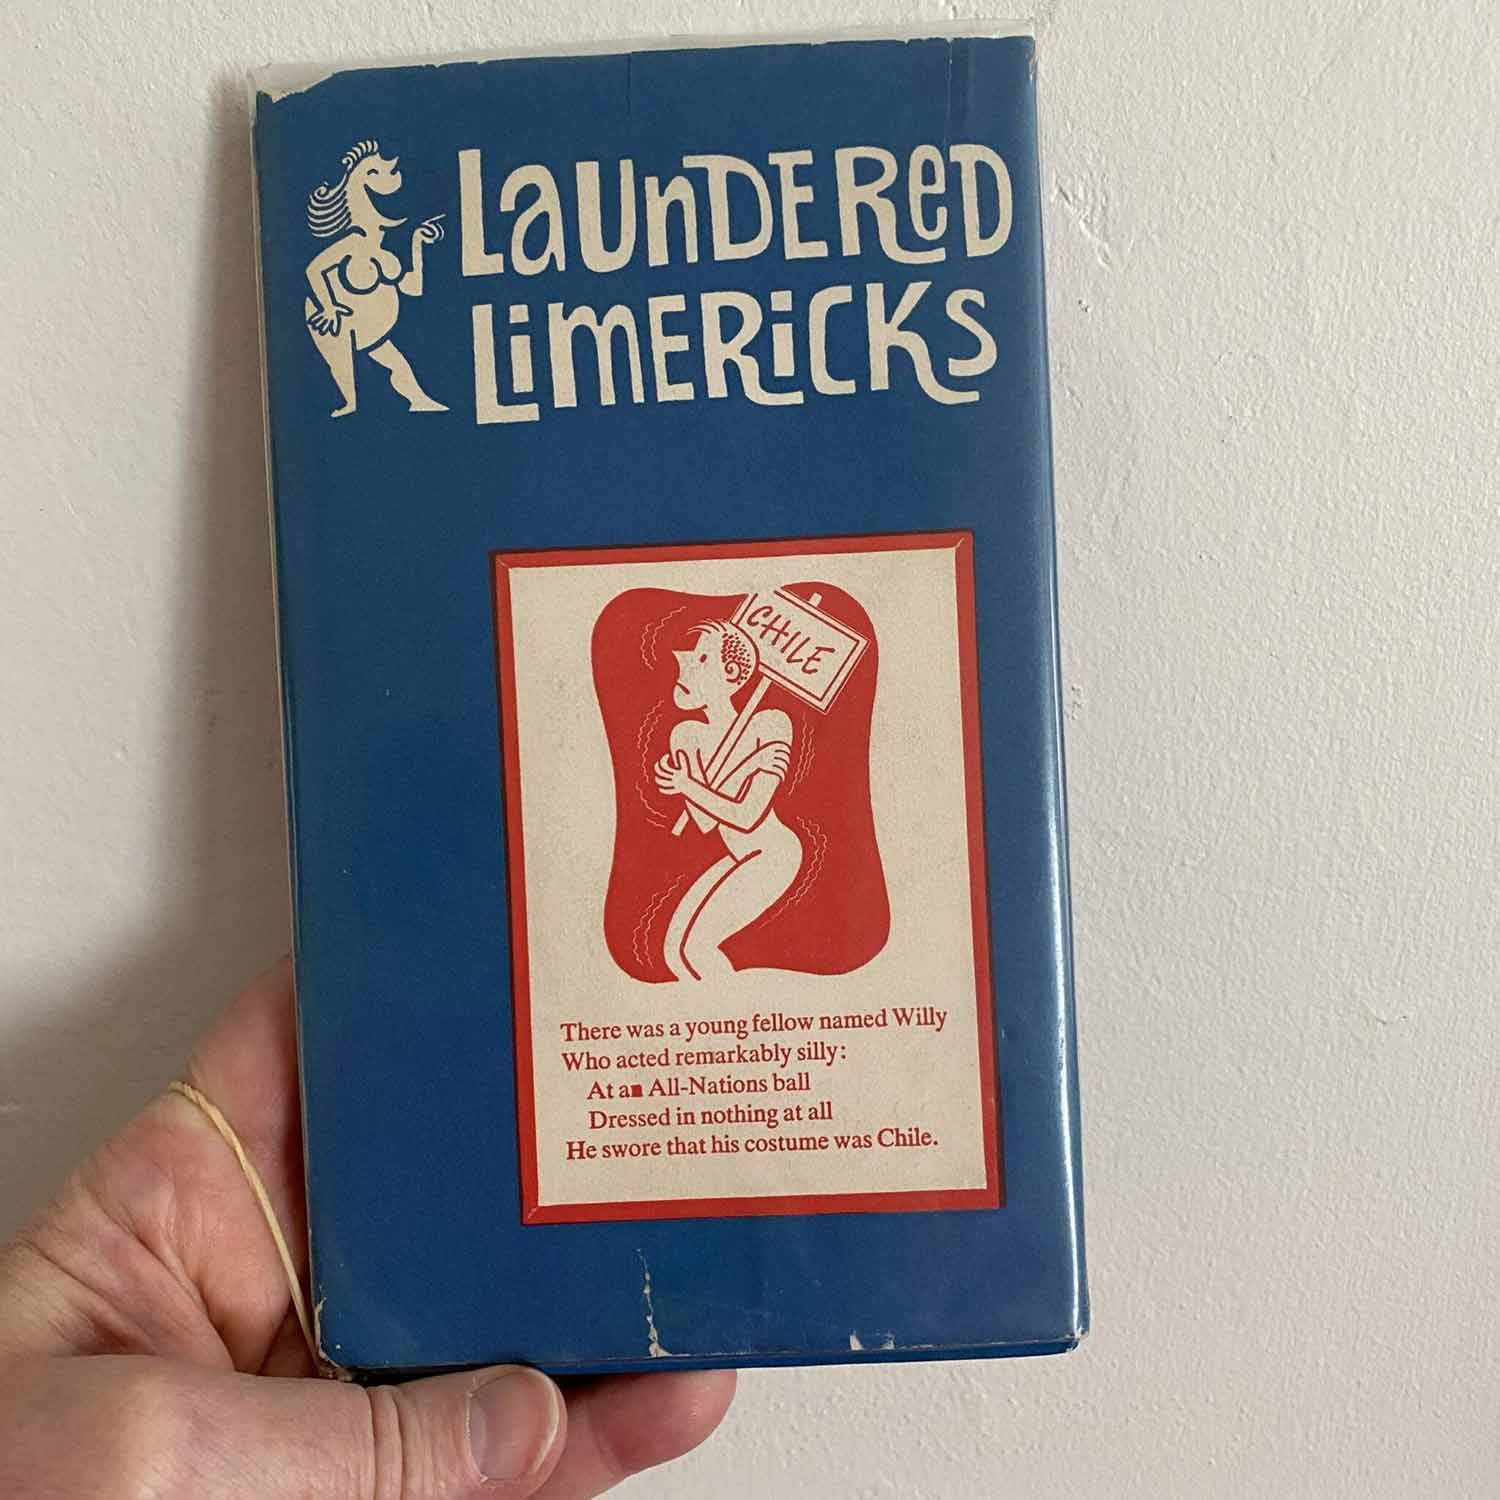 LaUnDERed
LiMERiCKS
CHILE
There was a young fellow named Willy
Who acted remarkably silly:
At an All-Nations ball
Dressed in nothing at all
He swore that his costume was Chile.